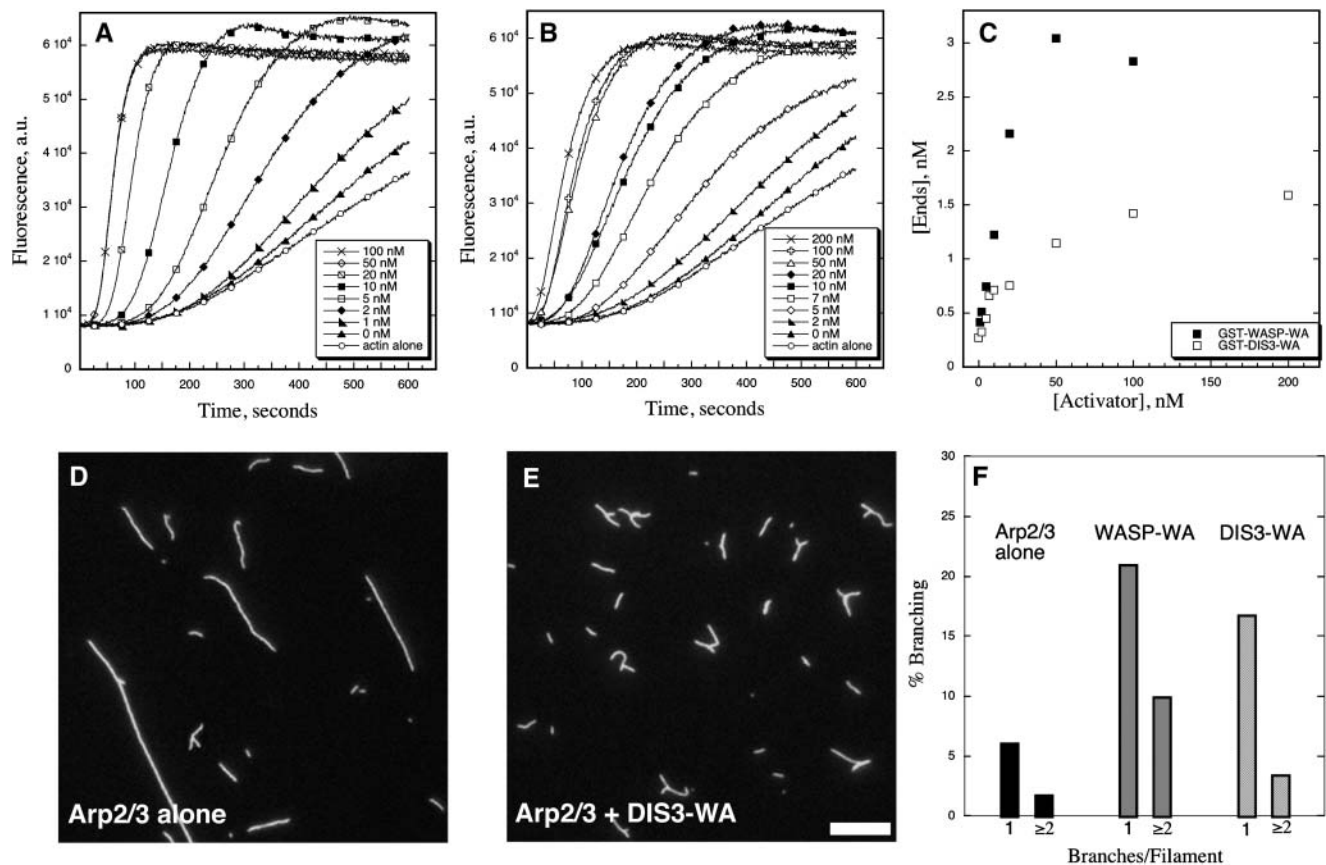 A
Fluorescence, a.u.
6 10⁴
5 10⁴
4 10⁴
3 10⁴
2 10⁴
1 10⁴
0
100 200 300 400 500 600
Time, seconds
100 nM
50 nM
20 nM
10 nM
5 nM
2 nM
1 nM
0 nM
actin alone
B
Fluorescence, a.u.
6 10⁴
5 10⁴
4 10⁴
3 10⁴
2 10⁴
1 10⁴
0
100 200 300 400 500 600
Time, seconds
200 nM
100 nM
50 nM
20 nM
10 nM
7 nM
5 nM
2 nM
0 nM
actin alone
C
[Ends], nM
3
2.5
2
1.5
1
0.5
0
0 50 100 150 200
[Activator], nM
GST-WASP-WA
GST-DIS3-WA
D
Arp2/3 alone
E
Arp2/3 + DIS3-WA
F
% Branching
30
25
20
15
10
5
0
Arp2/3
alone
WASP-WA
DIS3-WA
1 ≥2 1 ≥2 1 ≥2
Branches/Filament